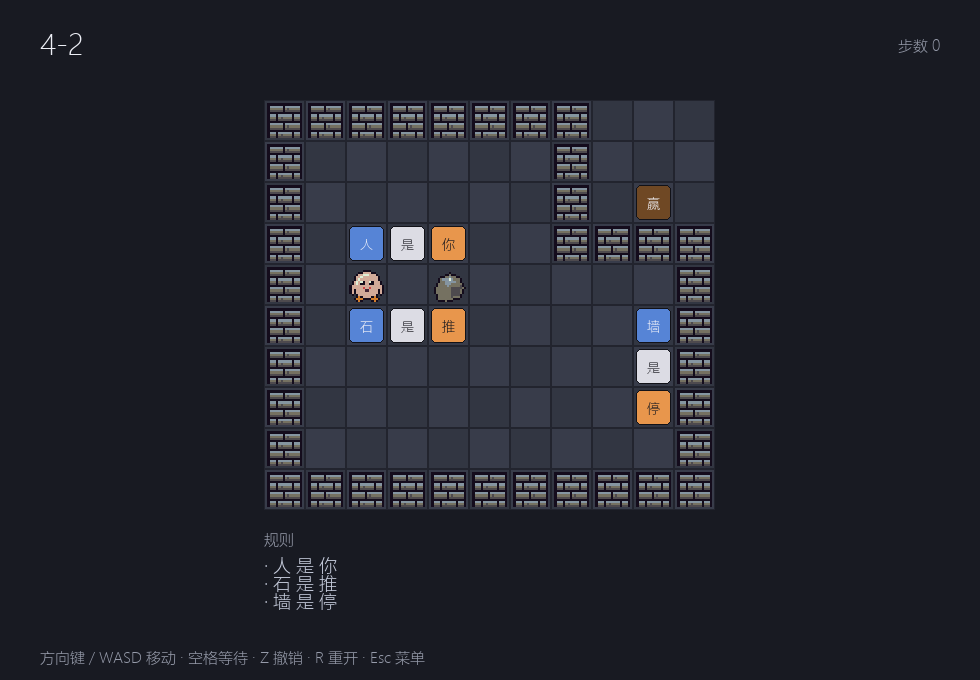 4-2
步数 0
赢
人 是 你
石 是 推
墙
是
停
规则
· 人 是 你
· 石 是 推
· 墙 是 停
方向键 / WASD 移动 · 空格等待 · Z 撤销 · R 重开 · Esc 菜单